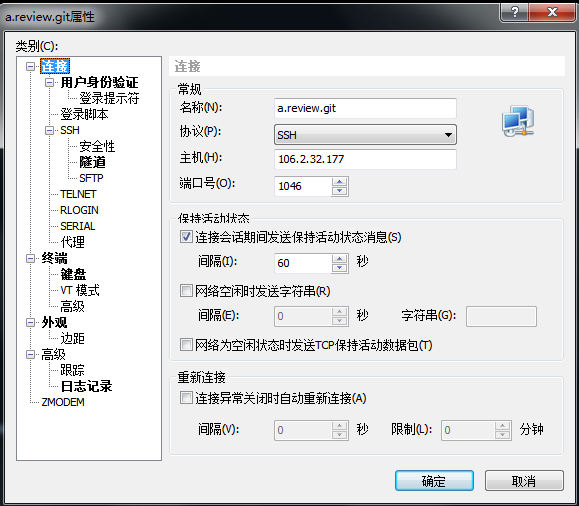 a.review.git属性
类别(C):
连接
用户身份验证
登录提示符
登录脚本
SSH
安全性
隧道
SFTP
TELNET
RLOGIN
SERIAL
代理
终端
键盘
VT 模式
高级
外观
边距
高级
跟踪
日志记录
ZMODEM
连接
常规
名称(N): a.review.git
协议(P): SSH
主机(H): 106.2.32.177
端口号(O): 1046
保持活动状态
连接会话期间发送保持活动状态消息(S)
间隔(I): 60 秒
网络空闲时发送字符串(R)
间隔(E): 0 秒 字符串(G):
网络为空闲状态时发送TCP保持活动数据包(T)
重新连接
连接异常关闭时自动重新连接(A)
间隔(V): 0 秒 限制(L): 0 分钟
确定 取消